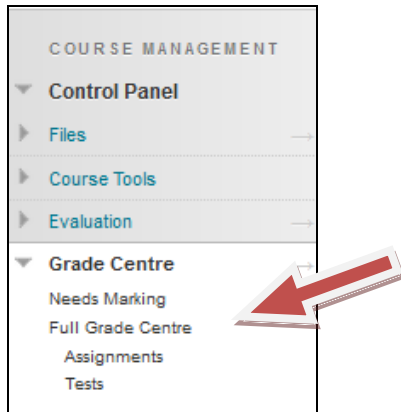 COURSE MANAGEMENT
Control Panel
Files
Course Tools
Evaluation
Grade Centre
Needs Marking
Full Grade Centre
Assignments
Tests